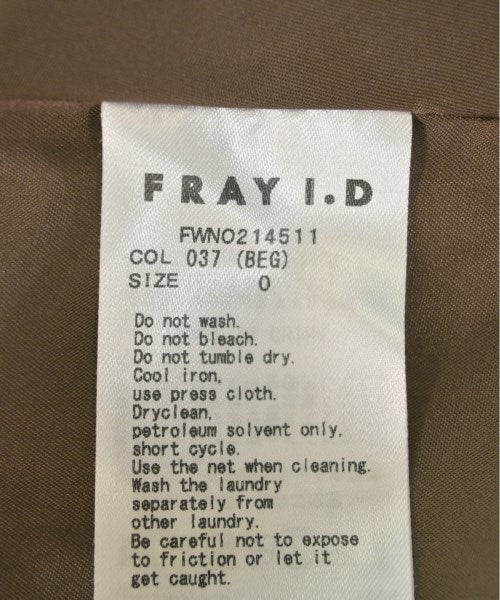 FRAY I.D
FWNO214511
COL 037 (BEG)
SIZE 0
Do not wash.
Do not bleach.
Do not tumble dry.
Cool iron,
use press cloth.
Dryclean,
petroleum solvent only,
short cycle.
Use the net when cleaning.
Wash the laundry
separately from
other laundry.
Be careful not to expose
to friction or let it
get caught.